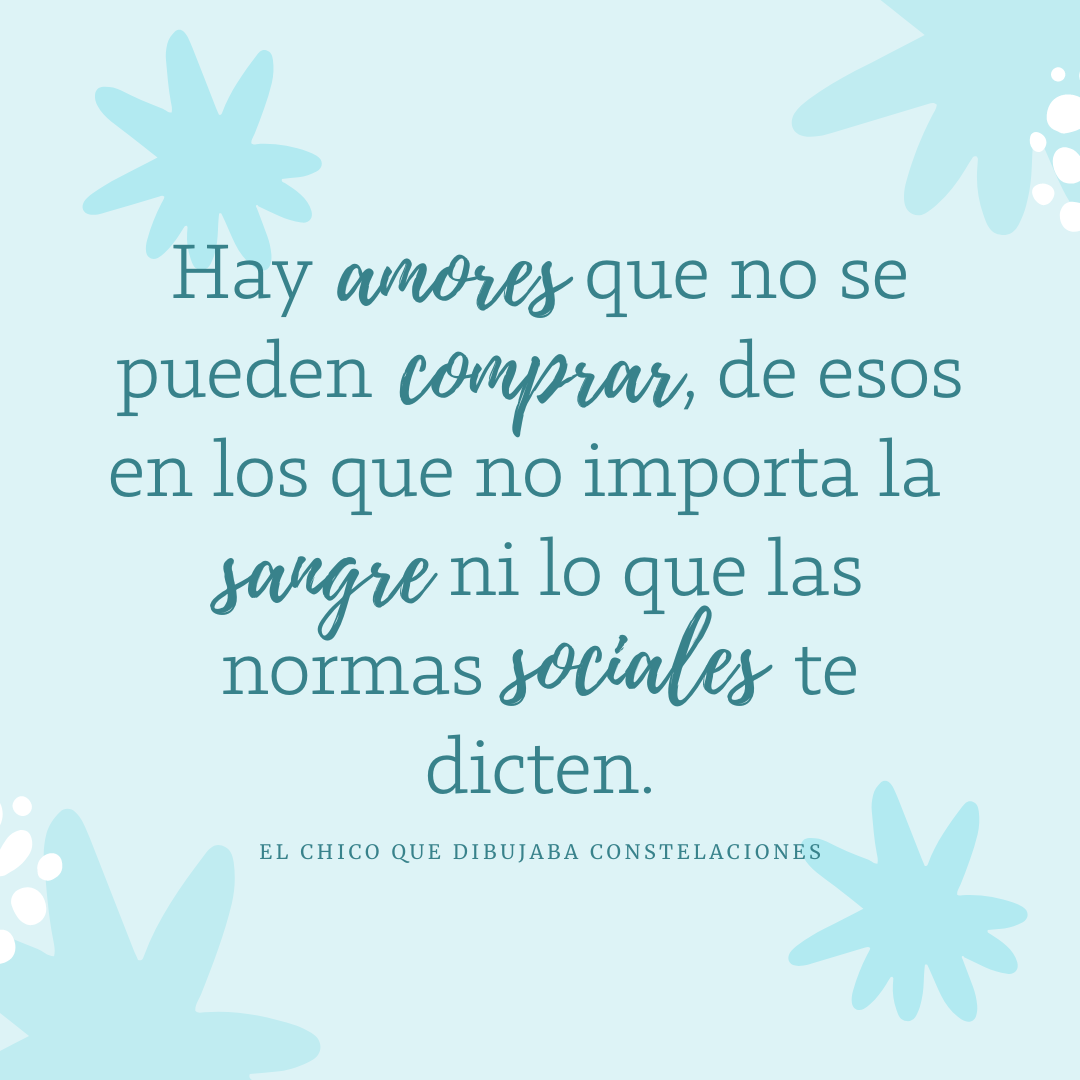 Hay amores que no se
pueden comprar, de esos
en los que no importa la
sangre ni lo que las
normas sociales te
dicten.
EL CHICO QUE DIBUJABA CONSTELACIONES